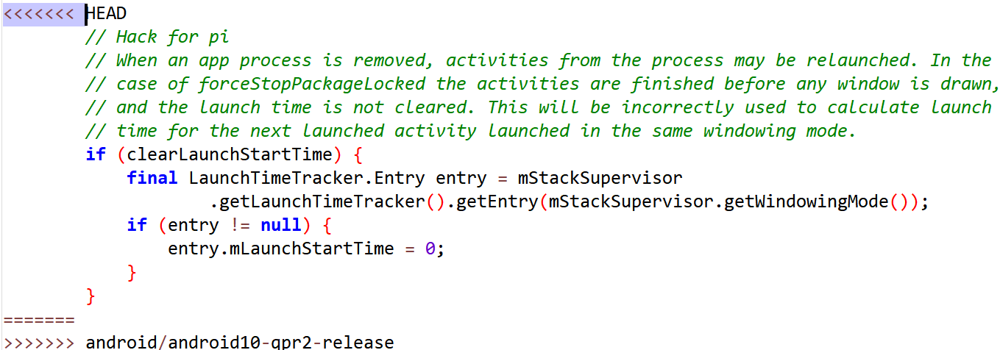 <<<<<<< HEAD
        // Hack for pi
        // When an app process is removed, activities from the process may be relaunched. In the
        // case of forceStopPackageLocked the activities are finished before any window is drawn,
        // and the launch time is not cleared. This will be incorrectly used to calculate launch
        // time for the next launched activity launched in the same windowing mode.
        if (clearLaunchStartTime) {
            final LaunchTimeTracker.Entry entry = mStackSupervisor
                    .getLaunchTimeTracker().getEntry(mStackSupervisor.getWindowingMode());
            if (entry != null) {
                entry.mLaunchStartTime = 0;
            }
        }
=======
>>>>>>> android/android10-qpr2-release